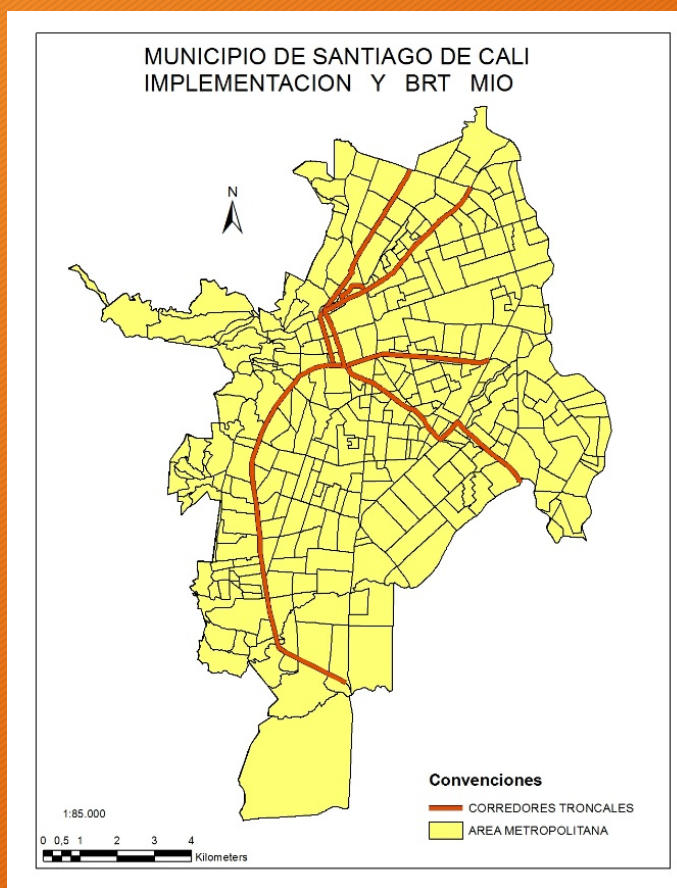 MUNICIPIO DE SANTIAGO DE CALI
IMPLEMENTACION Y BRT MIO
N
Convenciones
CORREDORES TRONCALES
AREA METROPOLITANA
1:85.000
0 0,5 1 2 3 4
Kilometers